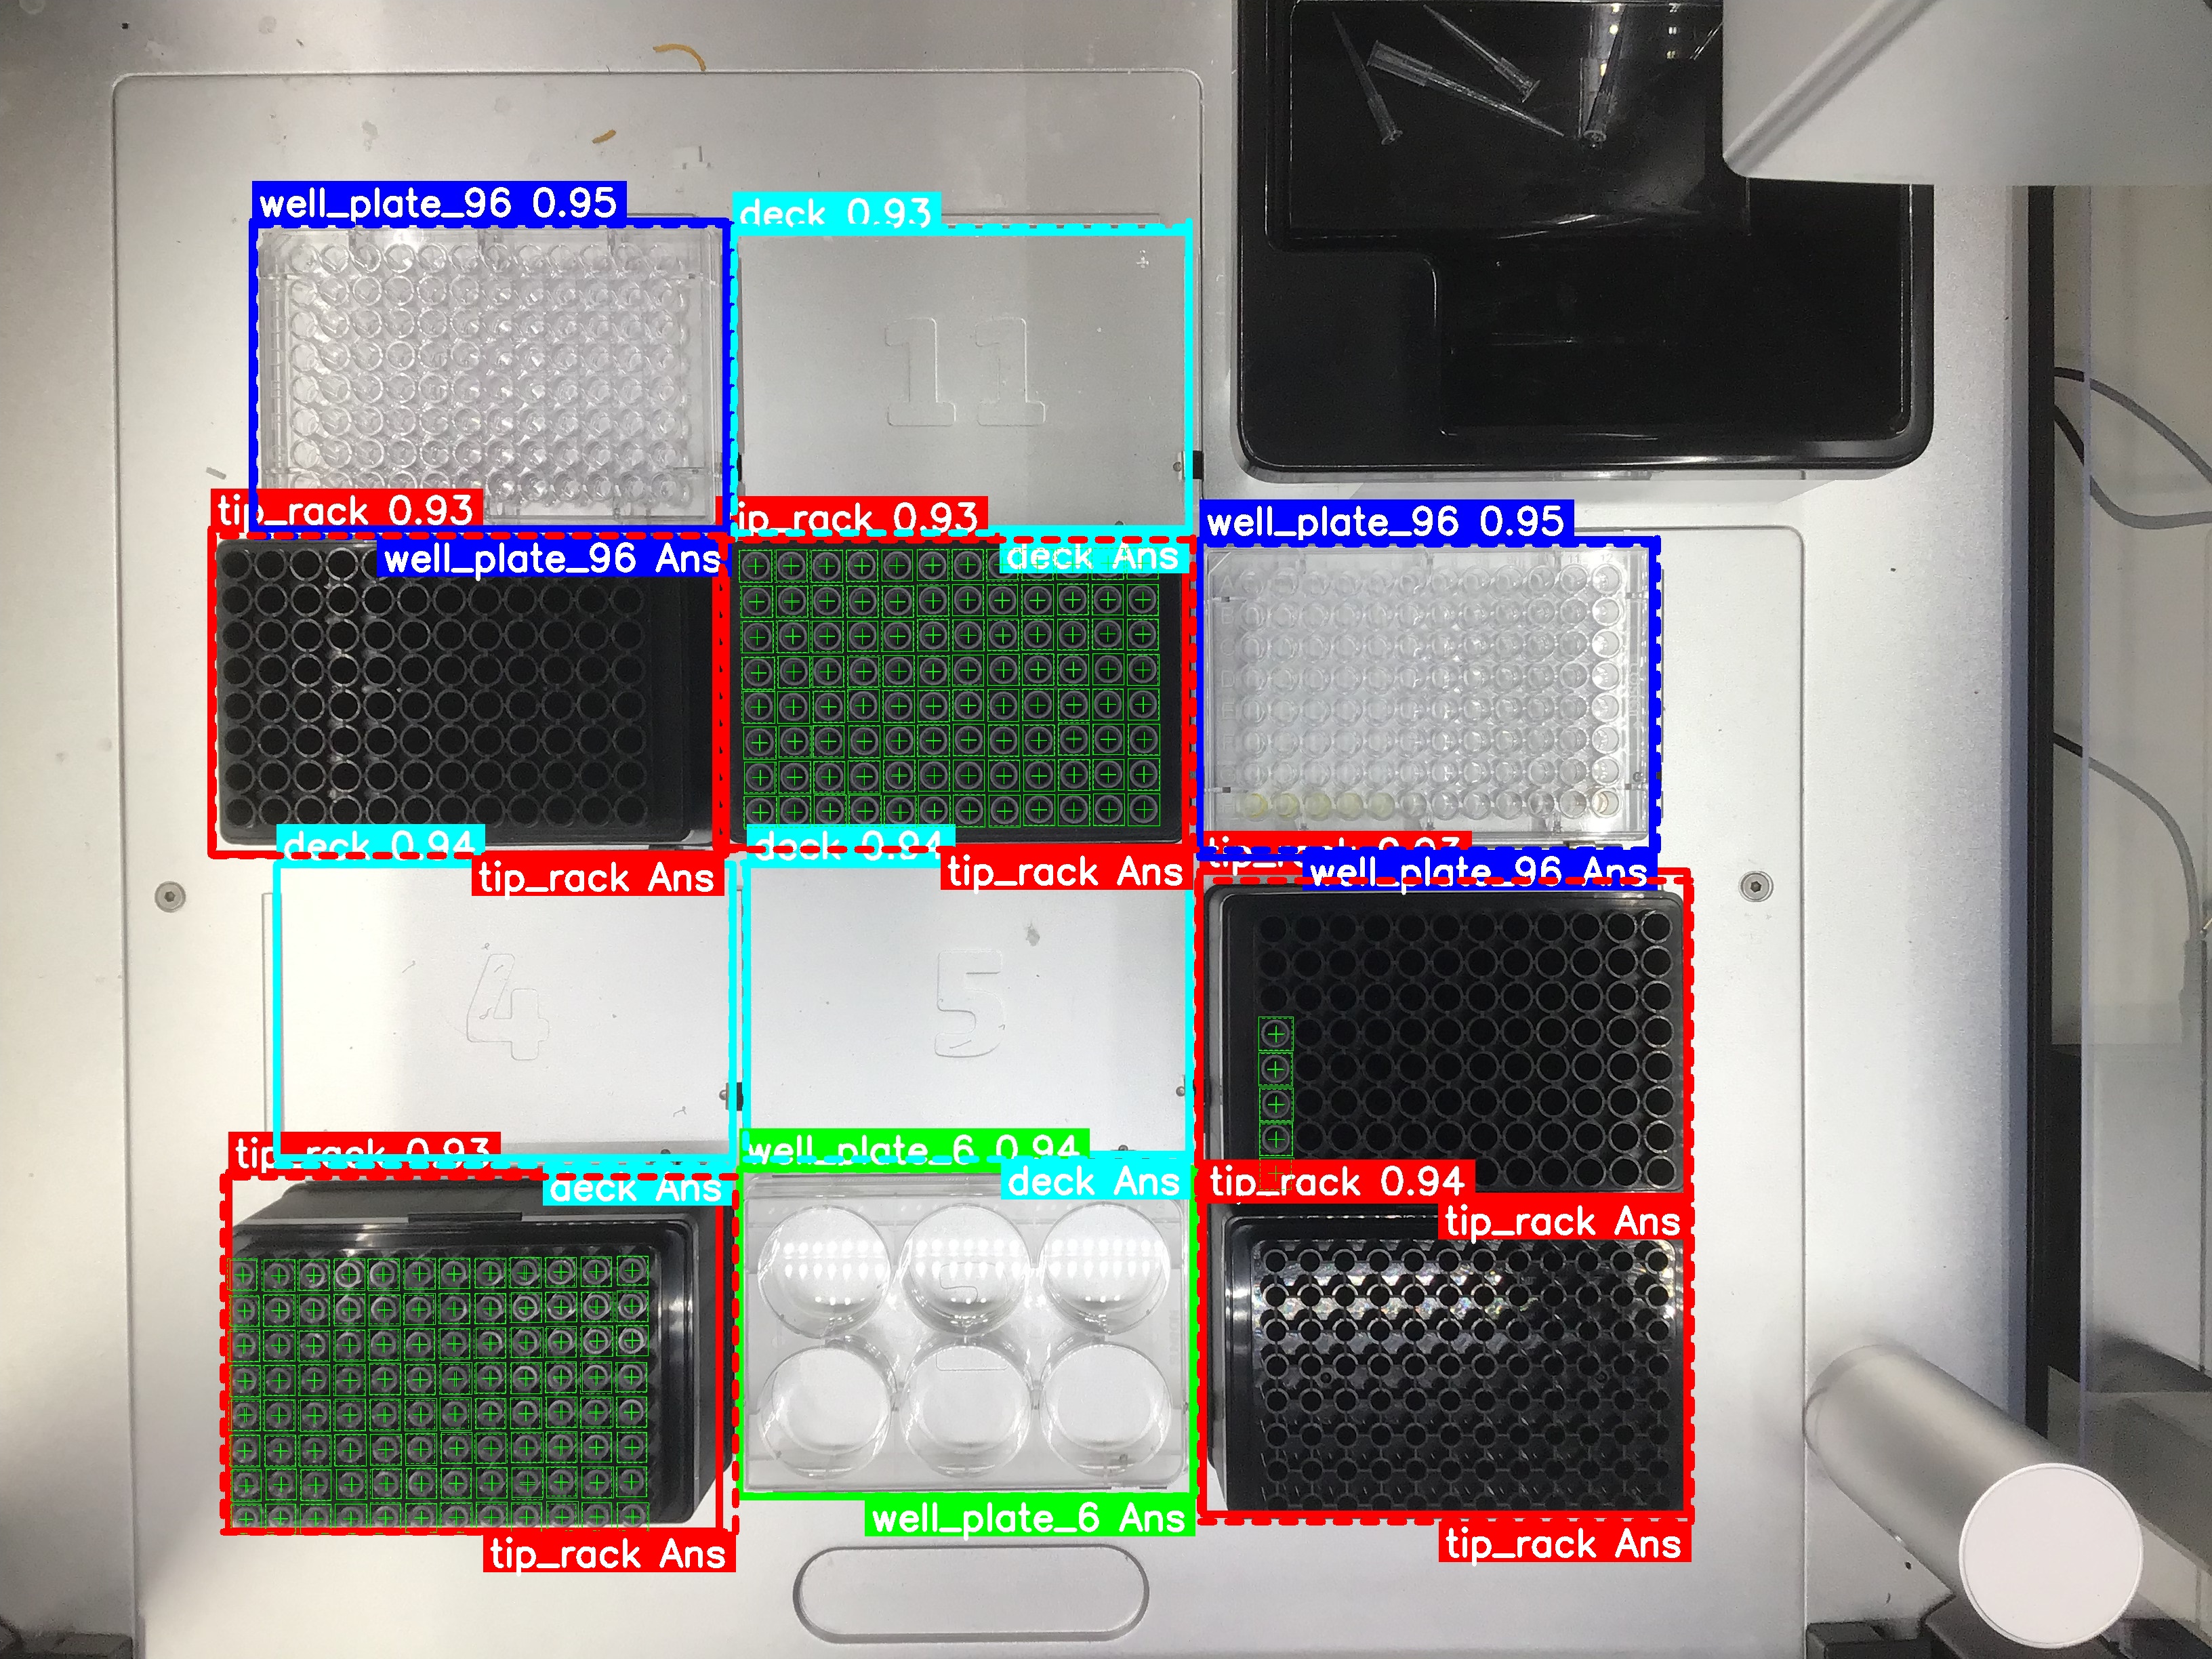 well_plate_96 0.95
deck 0.93
11
tip_rack 0.93
ip_rack 0.93
well_plate_96 0.95
well_plate_96 Ans
deck Ans
deck 0.94
deck 0.94
tip_rack 0.93
well_plate_96 Ans
tip_rack Ans
tip_rack Ans
4
5
tip_rack 0.93
well_plate_6 0.94
deck Ans
deck Ans
tip_rack 0.94
tip_rack Ans
well_plate_6 Ans
tip_rack Ans
tip_rack Ans